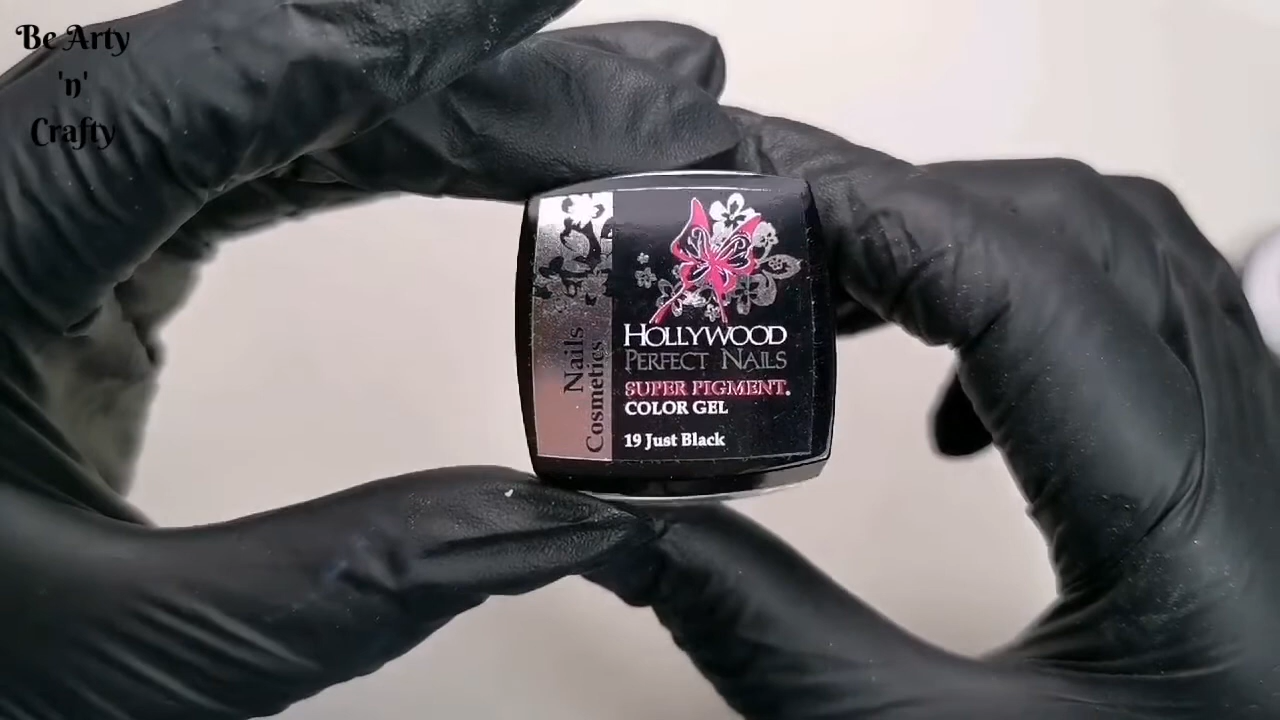 Be Arty
'n'
Crafty
Nails
Cosmetics
HOLLYWOOD
PERFECT NAILS
SUPER PIGMENT.
COLOR GEL
19 Just Black